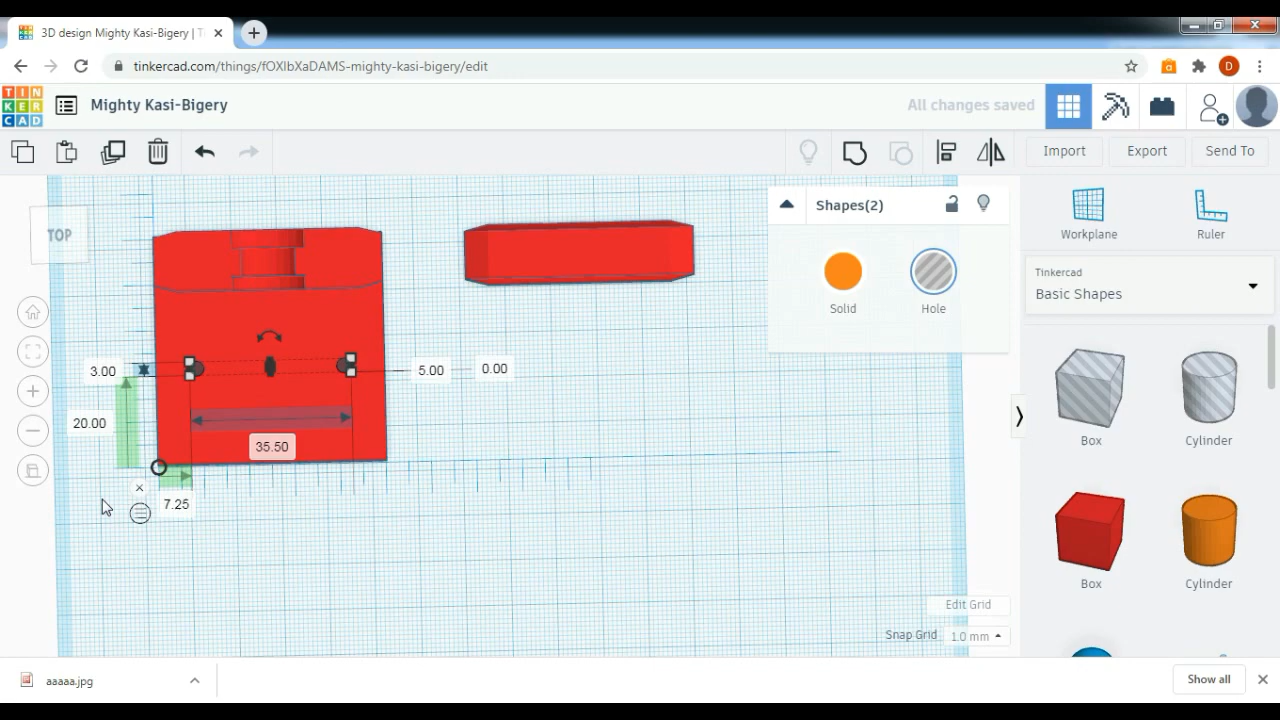 3D design Mighty Kasi-Bigery | T
tinkercad.com/things/fOXlbXaDAMS-mighty-kasi-bigery/edit
D
TIN
KER
CAD
Mighty Kasi-Bigery
All changes saved
Import
Export
Send To
TOP
Shapes(2)
Solid
Hole
Workplane
Ruler
Tinkercad
Basic Shapes
3.00
5.00
0.00
20.00
35.50
7.25
Box
Cylinder
Box
Cylinder
Edit Grid
Snap Grid
1.0 mm
aaaaa.jpg
Show all